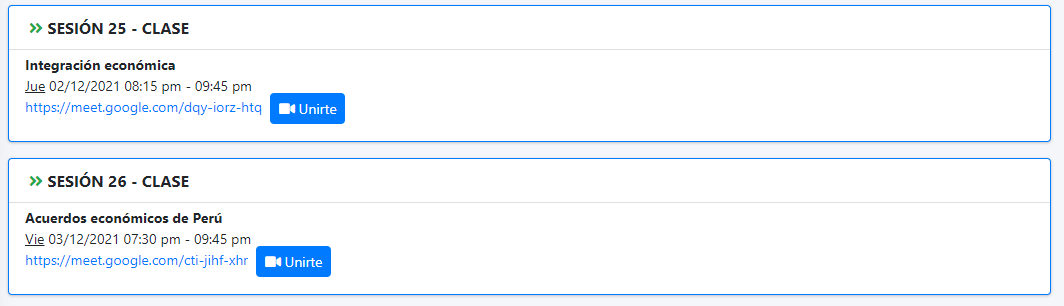 SESIÓN 25 - CLASE
Integración económica
Jue 02/12/2021 08:15 pm - 09:45 pm
https://meet.google.com/dqy-iorz-htq Unirte
SESIÓN 26 - CLASE
Acuerdos económicos de Perú
Vie 03/12/2021 07:30 pm - 09:45 pm
https://meet.google.com/cti-jihf-xhr Unirte